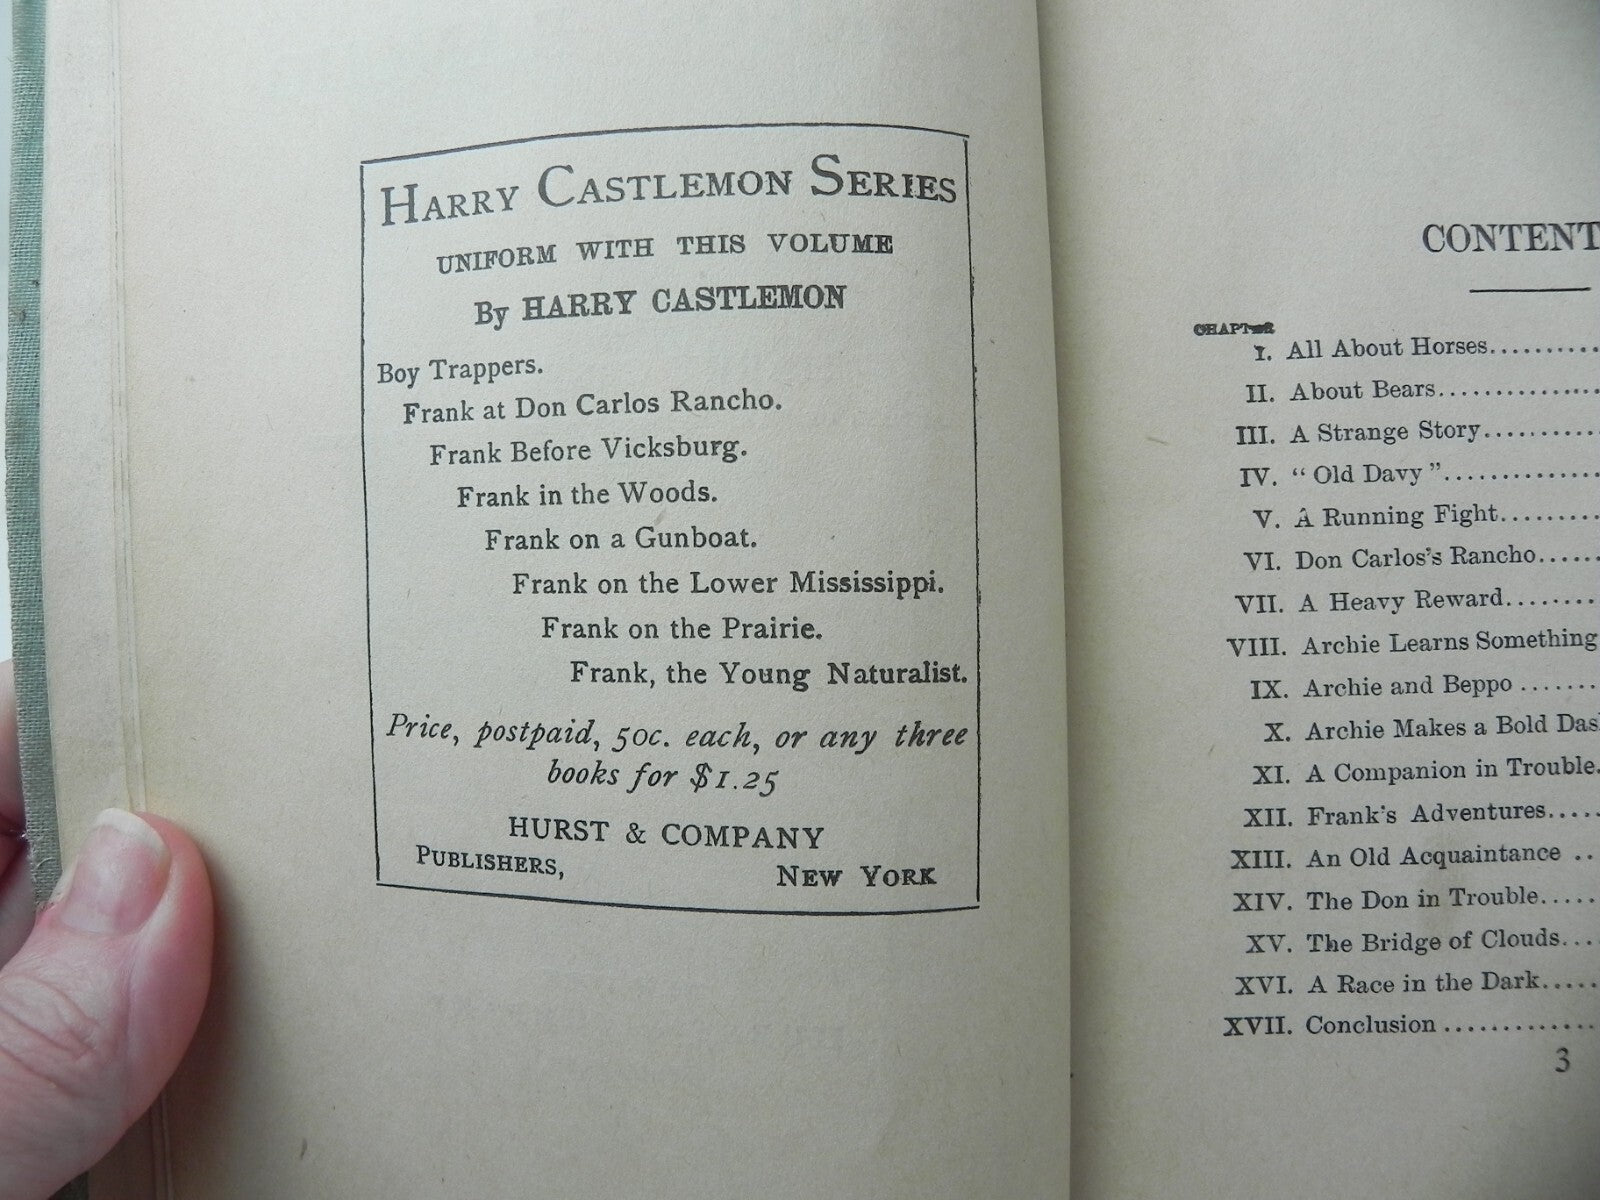 HARRY CASTLEMON SERIES
UNIFORM WITH THIS VOLUME
By HARRY CASTLEMON
Boy Trappers.
Frank at Don Carlos Rancho.
Frank Before Vicksburg.
Frank in the Woods.
Frank on a Gunboat.
Frank on the Lower Mississippi.
Frank on the Prairie.
Frank, the Young Naturalist.
Price, postpaid, 50c. each, or any three
books for $1.25
HURST & COMPANY
PUBLISHERS,
NEW YORK
CONTENT
CHAPTER
I. All About Horses..........
II. About Bears...............
III. A Strange Story..........
IV. "Old Davy"..............
V. A Running Fight.........
VI. Don Carlos's Rancho......
VII. A Heavy Reward........
VIII. Archie Learns Something
IX. Archie and Beppo .......
X. Archie Makes a Bold Das
XI. A Companion in Trouble.
XII. Frank's Adventures.....
XIII. An Old Acquaintance ..
XIV. The Don in Trouble.....
XV. The Bridge of Clouds...
XVI. A Race in the Dark.....
XVII. Conclusion .............
3